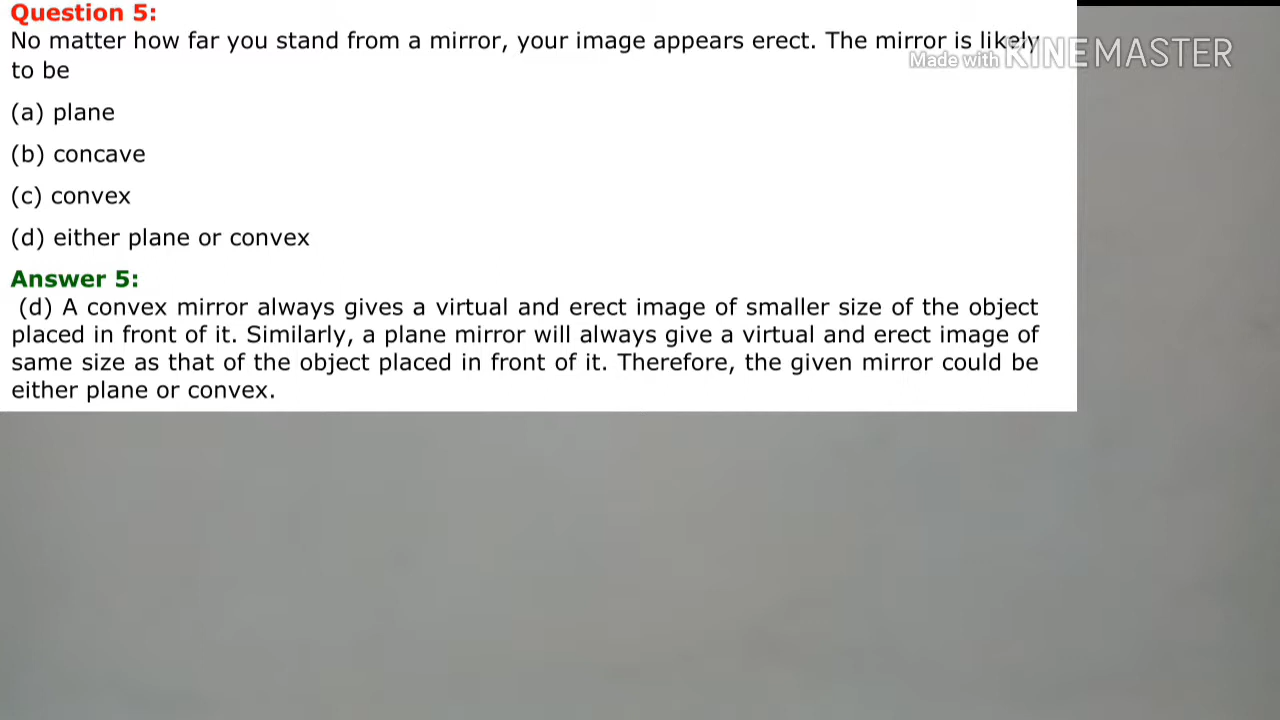 Question 5:
No matter how far you stand from a mirror, your image appears erect. The mirror is likely
Made with KINEMASTER
to be
(a) plane
(b) concave
(c) convex
(d) either plane or convex
Answer 5:
(d) A convex mirror always gives a virtual and erect image of smaller size of the object
placed in front of it. Similarly, a plane mirror will always give a virtual and erect image of
same size as that of the object placed in front of it. Therefore, the given mirror could be
either plane or convex.